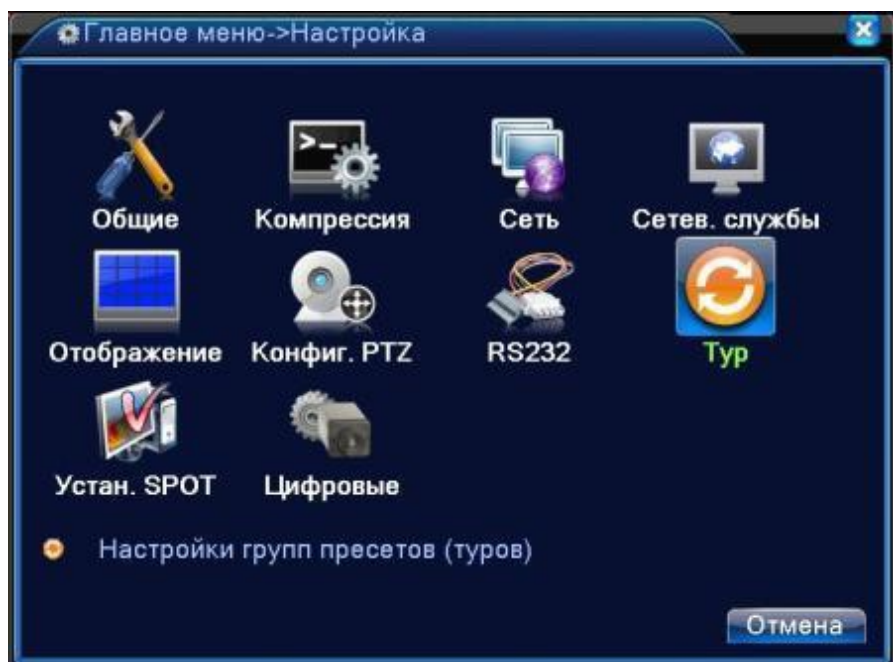 Главное меню->Настройка
Общие
Компрессия
Сеть
Сетев. службы
Отображение
Конфиг. PTZ
RS232
Тур
Устан. SPOT
Цифровые
Настройки групп пресетов (туров)
Отмена